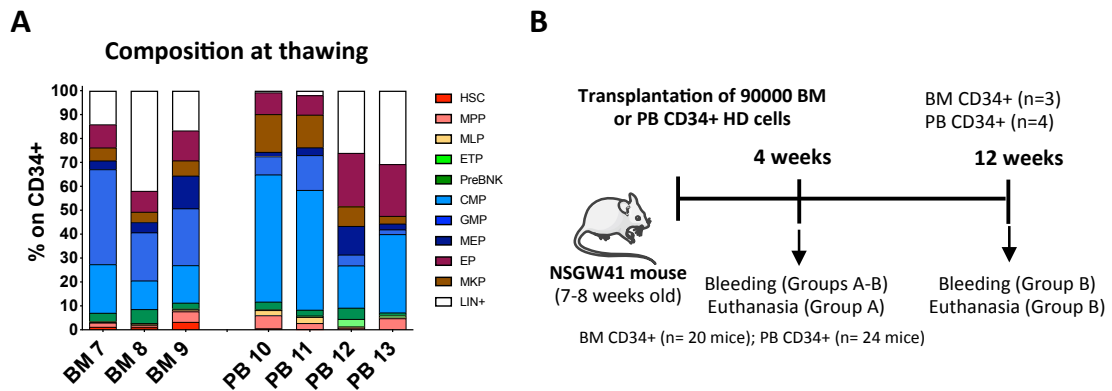 A
Composition at thawing
% on CD34+
100
90
80
70
60
50
40
30
20
10
0
BM 7
BM 8
BM 9
PB 10
PB 11
PB 12
PB 13
HSC
MPP
MLP
ETP
PreBNK
CMP
GMP
MEP
EP
MKP
LIN+
B
Transplantation of 90000 BM
or PB CD34+ HD cells
BM CD34+ (n=3)
PB CD34+ (n=4)
4 weeks
12 weeks
NSGW41 mouse
(7-8 weeks old)
Bleeding (Groups A-B)
Euthanasia (Group A)
Bleeding (Group B)
Euthanasia (Group B)
BM CD34+ (n= 20 mice); PB CD34+ (n= 24 mice)